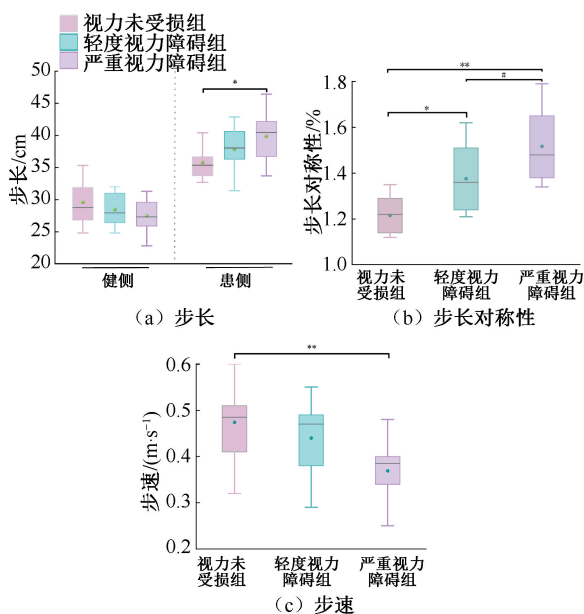 视力未受损组
轻度视力障碍组
严重视力障碍组
步长/cm
50
45
40
35
30
25
20
*
健侧
患侧
(a) 步长
步长对称性/%
1.8
1.6
1.4
1.2
1.0
**
#
*
视力未
受损组
轻度视力
障碍组
严重视力
障碍组
(b) 步长对称性
步速/(m·s⁻¹)
0.6
0.5
0.4
0.3
0.2
**
视力未
受损组
轻度视力
障碍组
严重视力
障碍组
(c) 步速